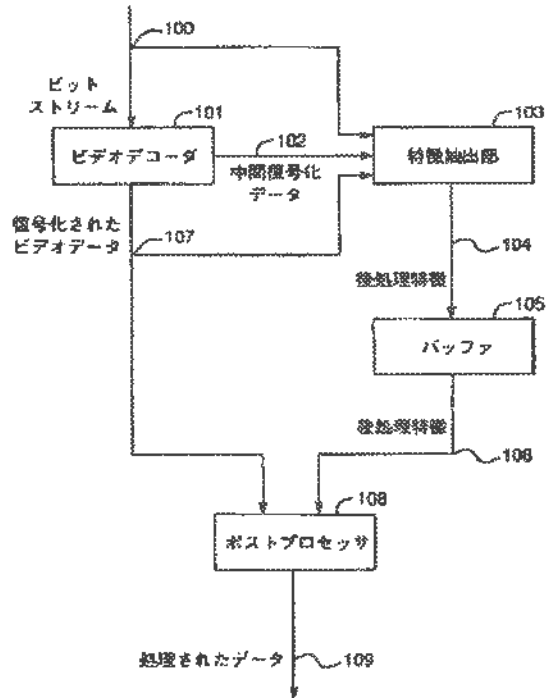 100
ビット
ストリーム
101
ビデオデコーダ
102
中間復号化
データ
103
特徴抽出部
復号化された
ビデオデータ
107
104
後処理特徴
105
バッファ
後処理特徴
106
108
ポストプロセッサ
処理されたデータ
109